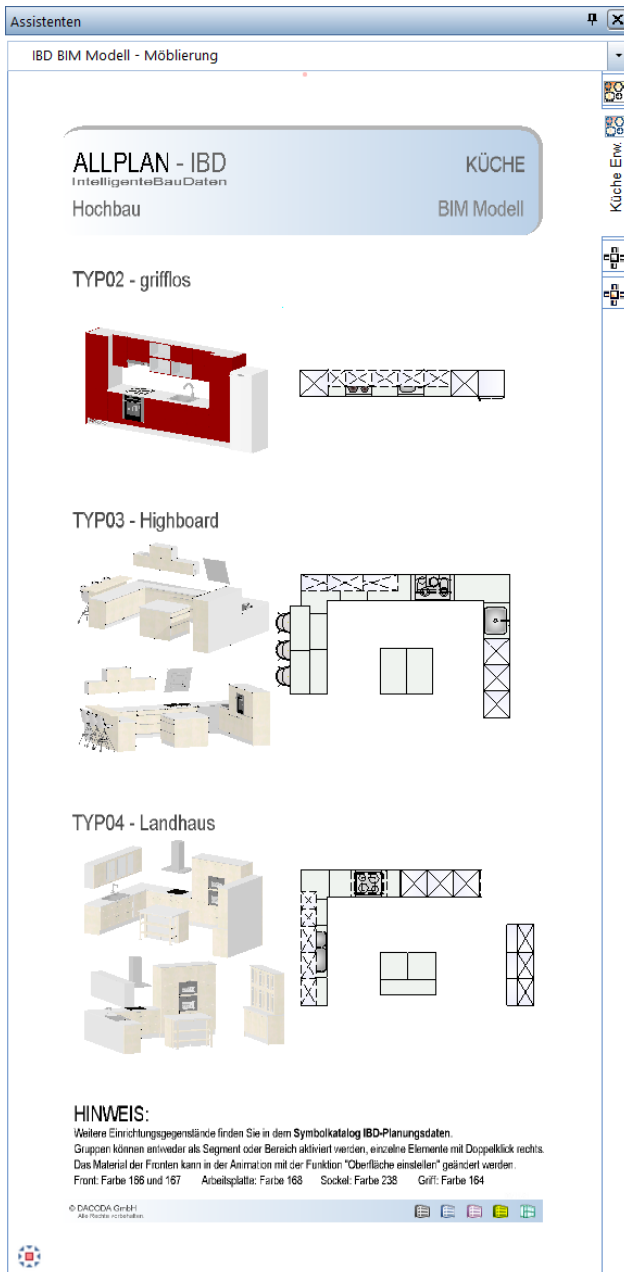 Assistenten
IBD BIM Modell - Möblierung
ALLPLAN - IBD
IntelligenteBauDaten
KÜCHE
Hochbau
BIM Modell
Küche Erw.
TYP02 - grifflos
TYP03 - Highboard
TYP04 - Landhaus
HINWEIS:
Weitere Einrichtungsgegenstände finden Sie in dem Symbolkatalog IBD-Planungsdaten.
Gruppen können entweder als Segment oder Bereich aktiviert werden, einzelne Elemente mit Doppelklick rechts.
Das Material der Fronten kann in der Animation mit der Funktion "Oberfläche einstellen" geändert werden.
Front: Farbe 166 und 167 Arbeitsplatte: Farbe 168 Sockel: Farbe 238 Griff: Farbe 164
© DACODA GmbH
Alle Rechte vorbehalten.